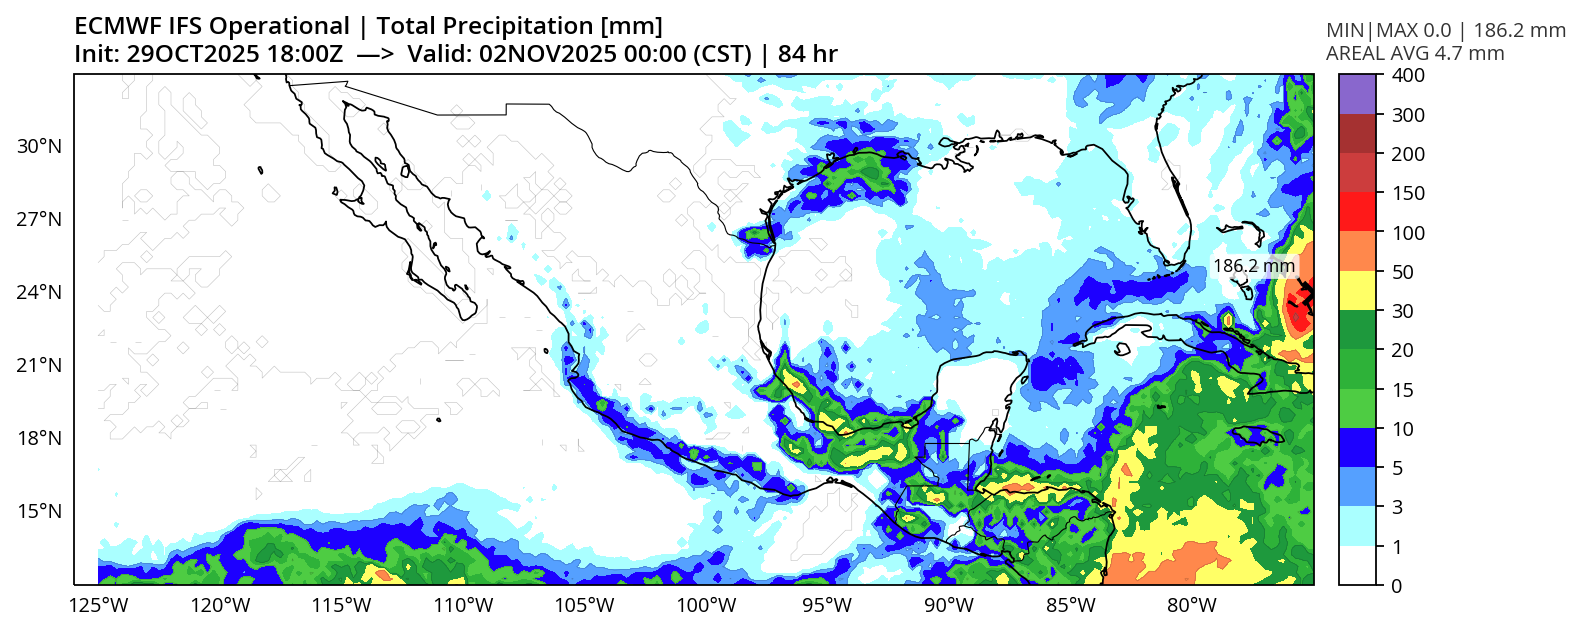 ECMWF IFS Operational | Total Precipitation [mm]
Init: 29OCT2025 18:00Z —> Valid: 02NOV2025 00:00 (CST) | 84 hr
MIN|MAX 0.0 | 186.2 mm
AREAL AVG 4.7 mm
400
300
200
150
100
50
30
20
15
10
5
3
1
0
30°N
27°N
24°N
21°N
18°N
15°N
186.2 mm
125°W 120°W 115°W 110°W 105°W 100°W 95°W 90°W 85°W 80°W